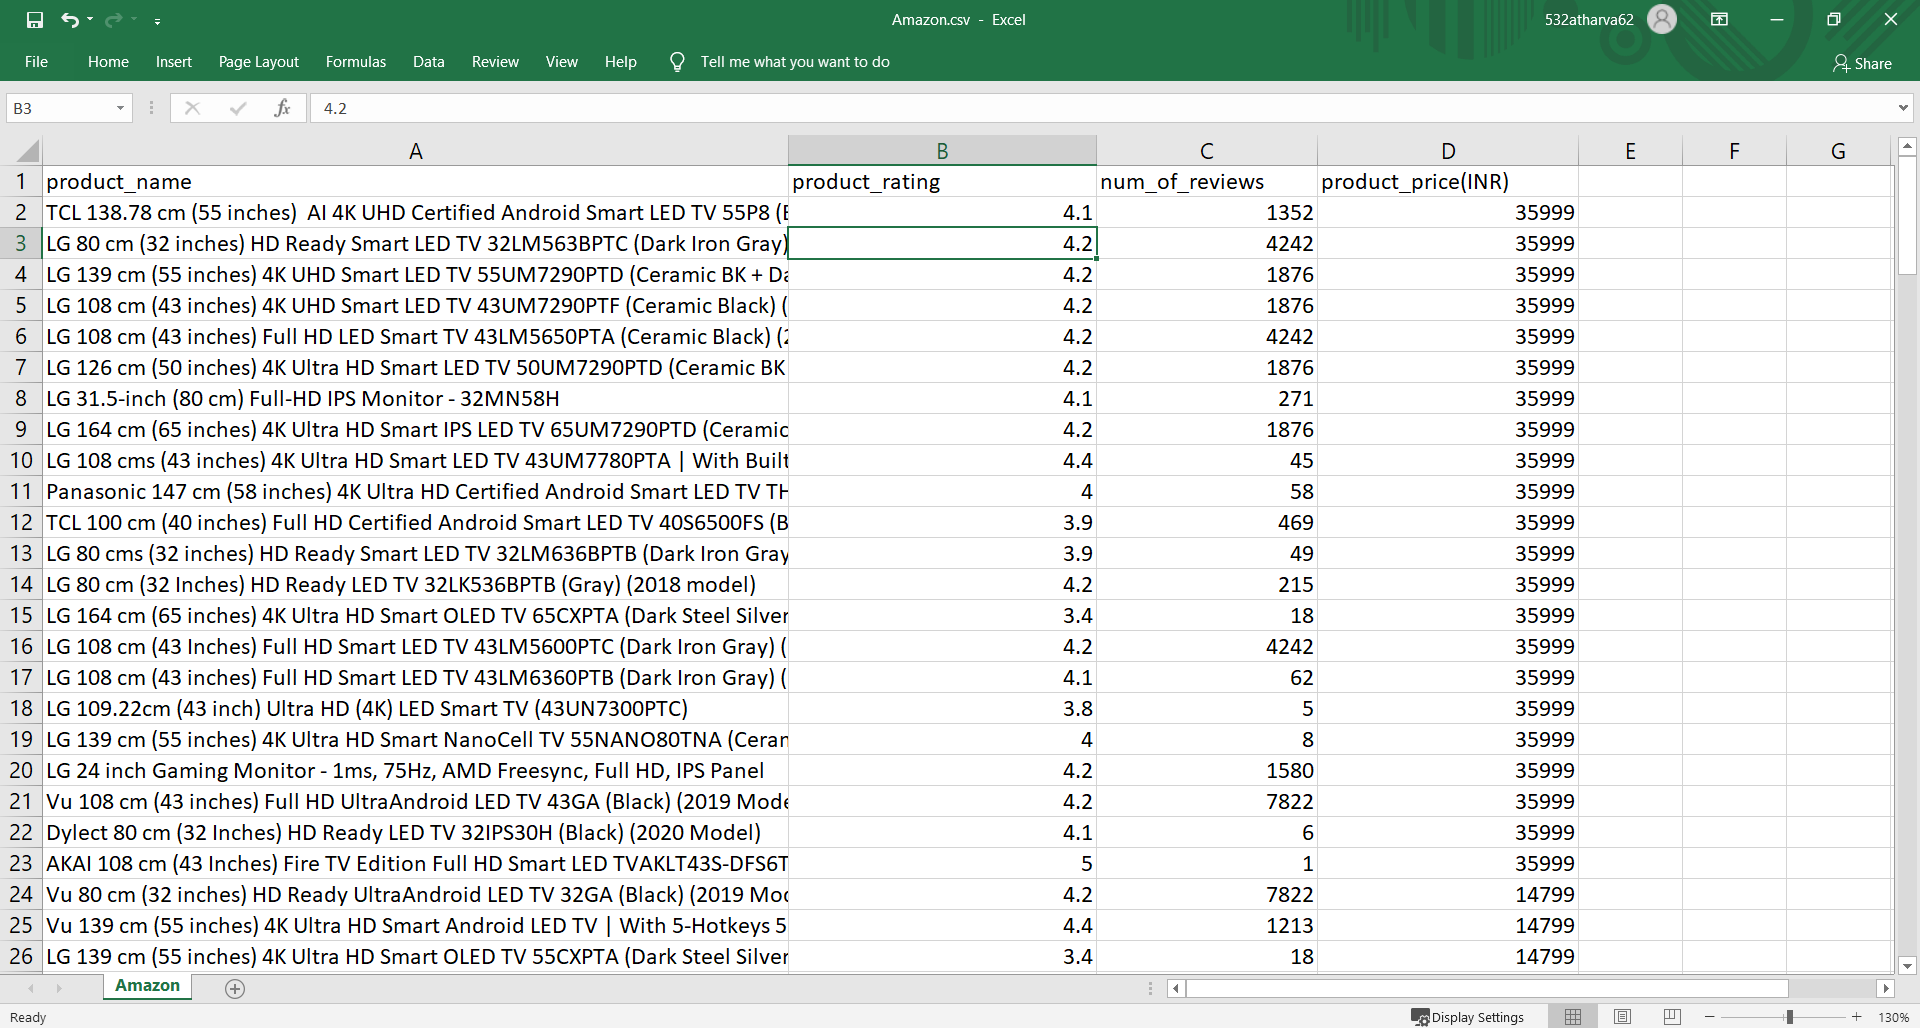 Amazon.csv - Excel
532atharva62
File Home Insert Page Layout Formulas Data Review View Help Tell me what you want to do Share
B3 fx 4.2
A B C D E F G
1 product_name product_rating num_of_reviews product_price(INR)
2 TCL 138.78 cm (55 inches) AI 4K UHD Certified Android Smart LED TV 55P8 ( 4.1 1352 35999
3 LG 80 cm (32 inches) HD Ready Smart LED TV 32LM563BPTC (Dark Iron Gray) 4.2 4242 35999
4 LG 139 cm (55 inches) 4K UHD Smart LED TV 55UM7290PTD (Ceramic BK + Da 4.2 1876 35999
5 LG 108 cm (43 inches) 4K UHD Smart LED TV 43UM7290PTF (Ceramic Black) ( 4.2 1876 35999
6 LG 108 cm (43 inches) Full HD LED Smart TV 43LM5650PTA (Ceramic Black) (2 4.2 4242 35999
7 LG 126 cm (50 inches) 4K Ultra HD Smart LED TV 50UM7290PTD (Ceramic BK 4.2 1876 35999
8 LG 31.5-inch (80 cm) Full-HD IPS Monitor - 32MN58H 4.1 271 35999
9 LG 164 cm (65 inches) 4K Ultra HD Smart IPS LED TV 65UM7290PTD (Ceramic 4.2 1876 35999
10 LG 108 cms (43 inches) 4K Ultra HD Smart LED TV 43UM7780PTA | With Built 4.4 45 35999
11 Panasonic 147 cm (58 inches) 4K Ultra HD Certified Android Smart LED TV TH 4 58 35999
12 TCL 100 cm (40 inches) Full HD Certified Android Smart LED TV 40S6500FS (B 3.9 469 35999
13 LG 80 cms (32 inches) HD Ready Smart LED TV 32LM636BPTB (Dark Iron Gray 3.9 49 35999
14 LG 80 cm (32 Inches) HD Ready LED TV 32LK536BPTB (Gray) (2018 model) 4.2 215 35999
15 LG 164 cm (65 inches) 4K Ultra HD Smart OLED TV 65CXPTA (Dark Steel Silver 3.4 18 35999
16 LG 108 cm (43 Inches) Full HD Smart LED TV 43LM5600PTC (Dark Iron Gray) ( 4.2 4242 35999
17 LG 108 cm (43 inches) Full HD Smart LED TV 43LM6360PTB (Dark Iron Gray) ( 4.1 62 35999
18 LG 109.22cm (43 inch) Ultra HD (4K) LED Smart TV (43UN7300PTC) 3.8 5 35999
19 LG 139 cm (55 inches) 4K Ultra HD Smart NanoCell TV 55NANO80TNA (Ceram 4 8 35999
20 LG 24 inch Gaming Monitor - 1ms, 75Hz, AMD Freesync, Full HD, IPS Panel 4.2 1580 35999
21 Vu 108 cm (43 inches) Full HD UltraAndroid LED TV 43GA (Black) (2019 Mode 4.2 7822 35999
22 Dylect 80 cm (32 Inches) HD Ready LED TV 32IPS30H (Black) (2020 Model) 4.1 6 35999
23 AKAI 108 cm (43 Inches) Fire TV Edition Full HD Smart LED TVAKLT43S-DFS6T 5 1 35999
24 Vu 80 cm (32 inches) HD Ready UltraAndroid LED TV 32GA (Black) (2019 Mod 4.2 7822 14799
25 Vu 139 cm (55 inches) 4K Ultra HD Smart Android LED TV | With 5-Hotkeys 5 4.4 1213 14799
26 LG 139 cm (55 inches) 4K Ultra HD Smart OLED TV 55CXPTA (Dark Steel Silver 3.4 18 14799
Amazon
Ready Display Settings 130%